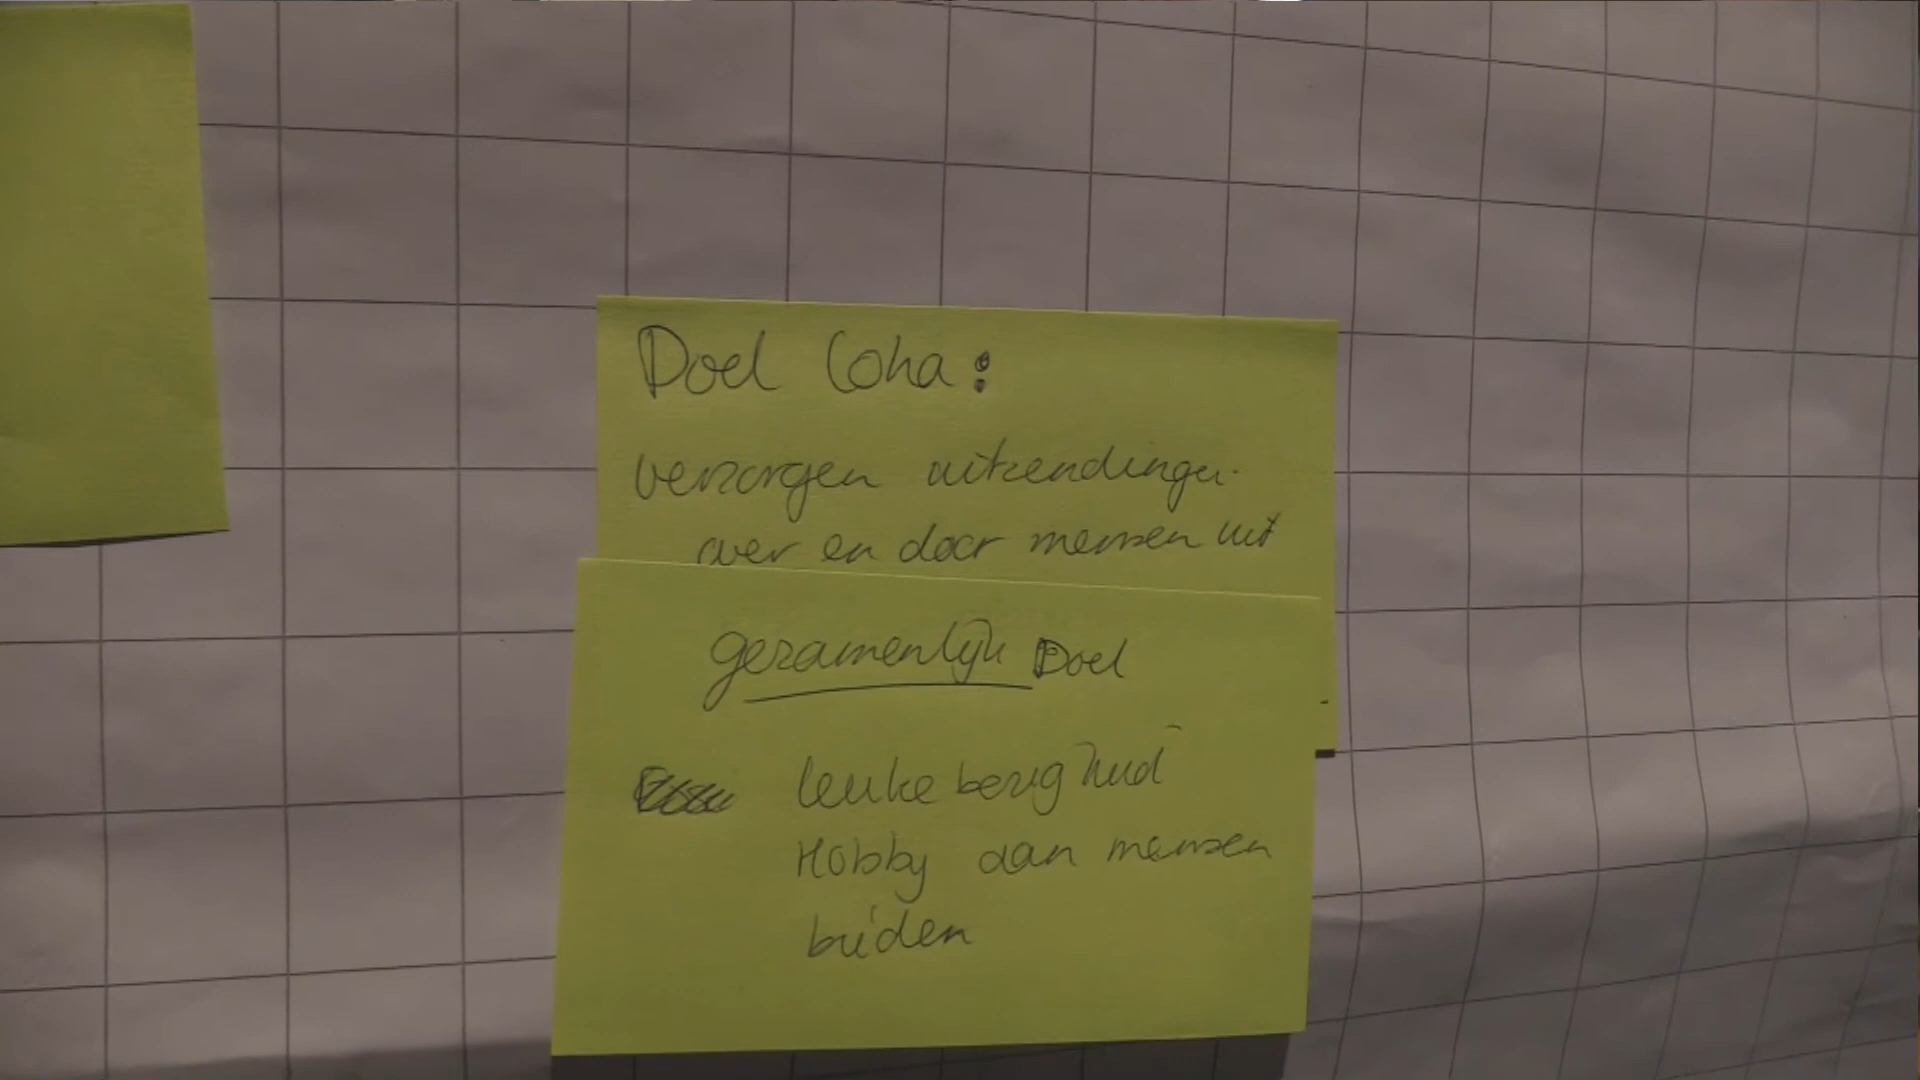 Doel Coha:
verzorgen uitzendingen
over en door mensen uit
gezamenlijk Doel
leuke bezigheid
Hobby aan mensen
bieden